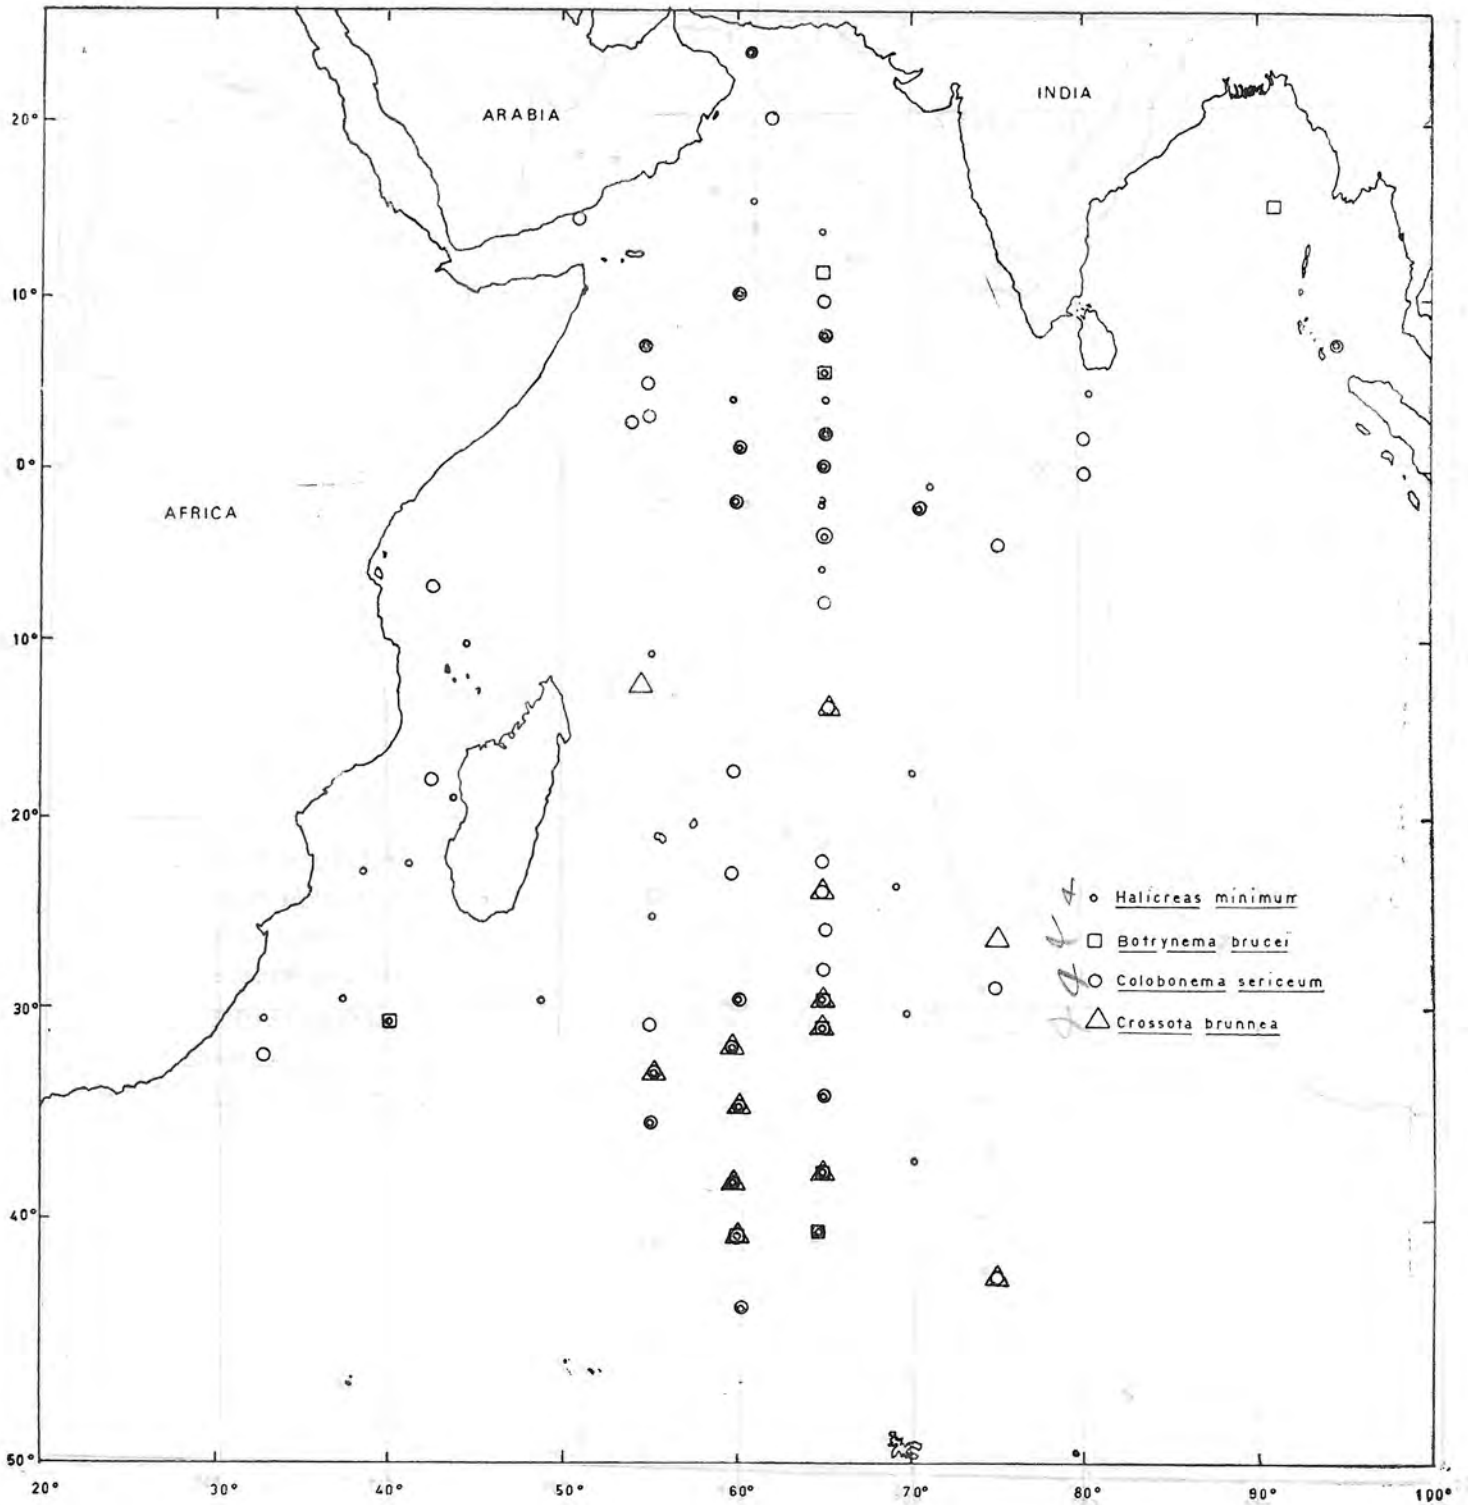 ARABIA
INDIA
20°
10°
0°
AFRICA
10°
20°
Halicreas minimum
Botrynema brucei
Colobonema sericeum
Crossota brunnea
30°
40°
50°
20° 30° 40° 50° 60° 70° 80° 90° 100°